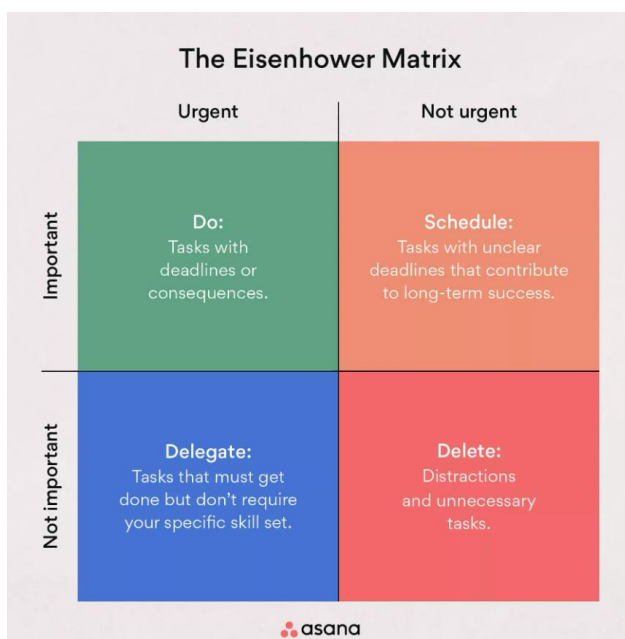 The Eisenhower Matrix
Urgent
Not urgent
Important
Do:
Tasks with
deadlines or
consequences.
Schedule:
Tasks with unclear
deadlines that contribute
to long-term success.
Not important
Delegate:
Tasks that must get
done but don’t require
your specific skill set.
Delete:
Distractions
and unnecessary
tasks.
asana